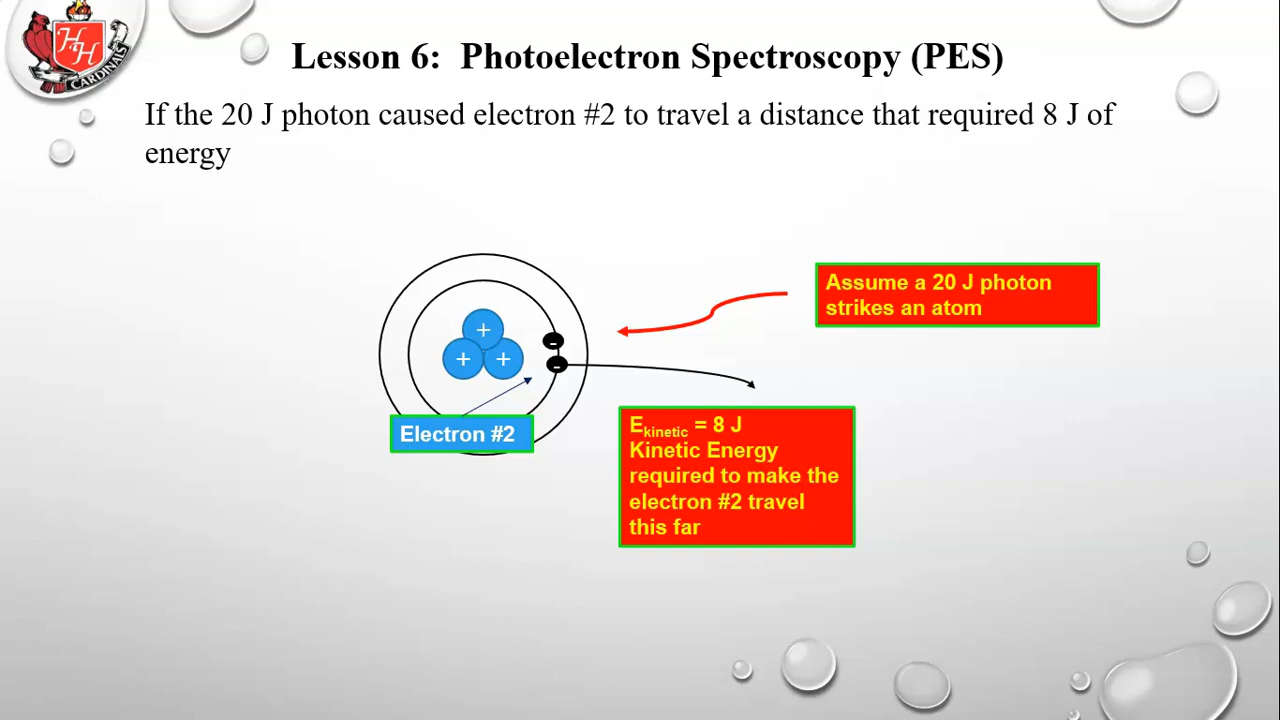 HH
CARDINALS
Lesson 6:  Photoelectron Spectroscopy (PES)
If the 20 J photon caused electron #2 to travel a distance that required 8 J of
energy
Assume a 20 J photon
strikes an atom
+
+ +
-
-
Electron #2
Ekinetic = 8 J
Kinetic Energy
required to make the
electron #2 travel
this far